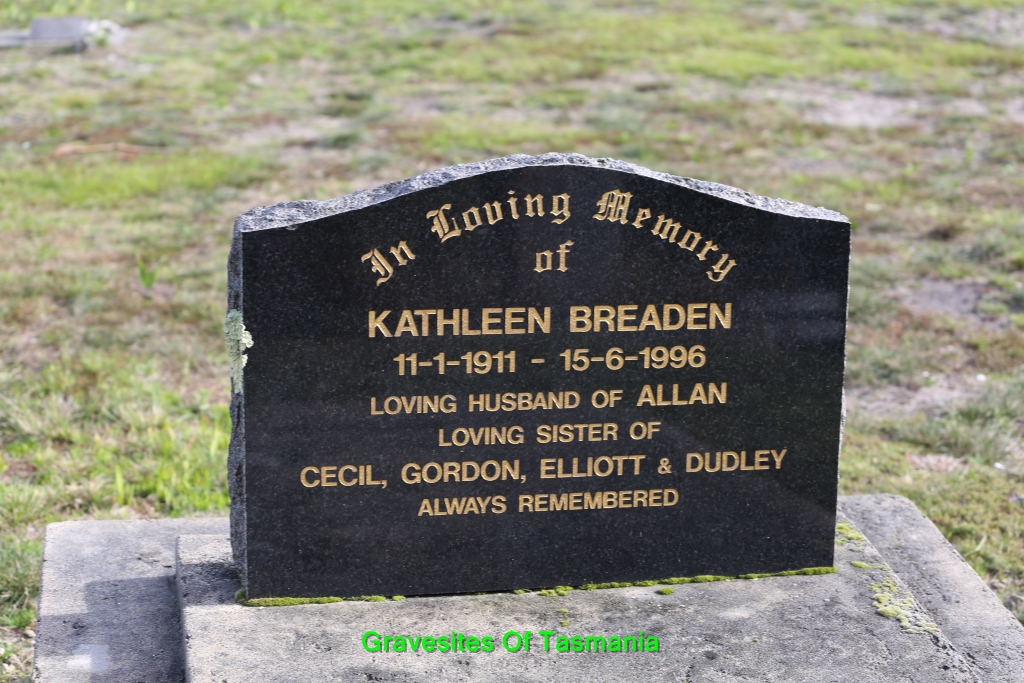 In Loving Memory
of
KATHLEEN BREADEN
11-1-1911 - 15-6-1996
LOVING HUSBAND OF ALLAN
LOVING SISTER OF
CECIL, GORDON, ELLIOTT & DUDLEY
ALWAYS REMEMBERED
Gravesites Of Tasmania